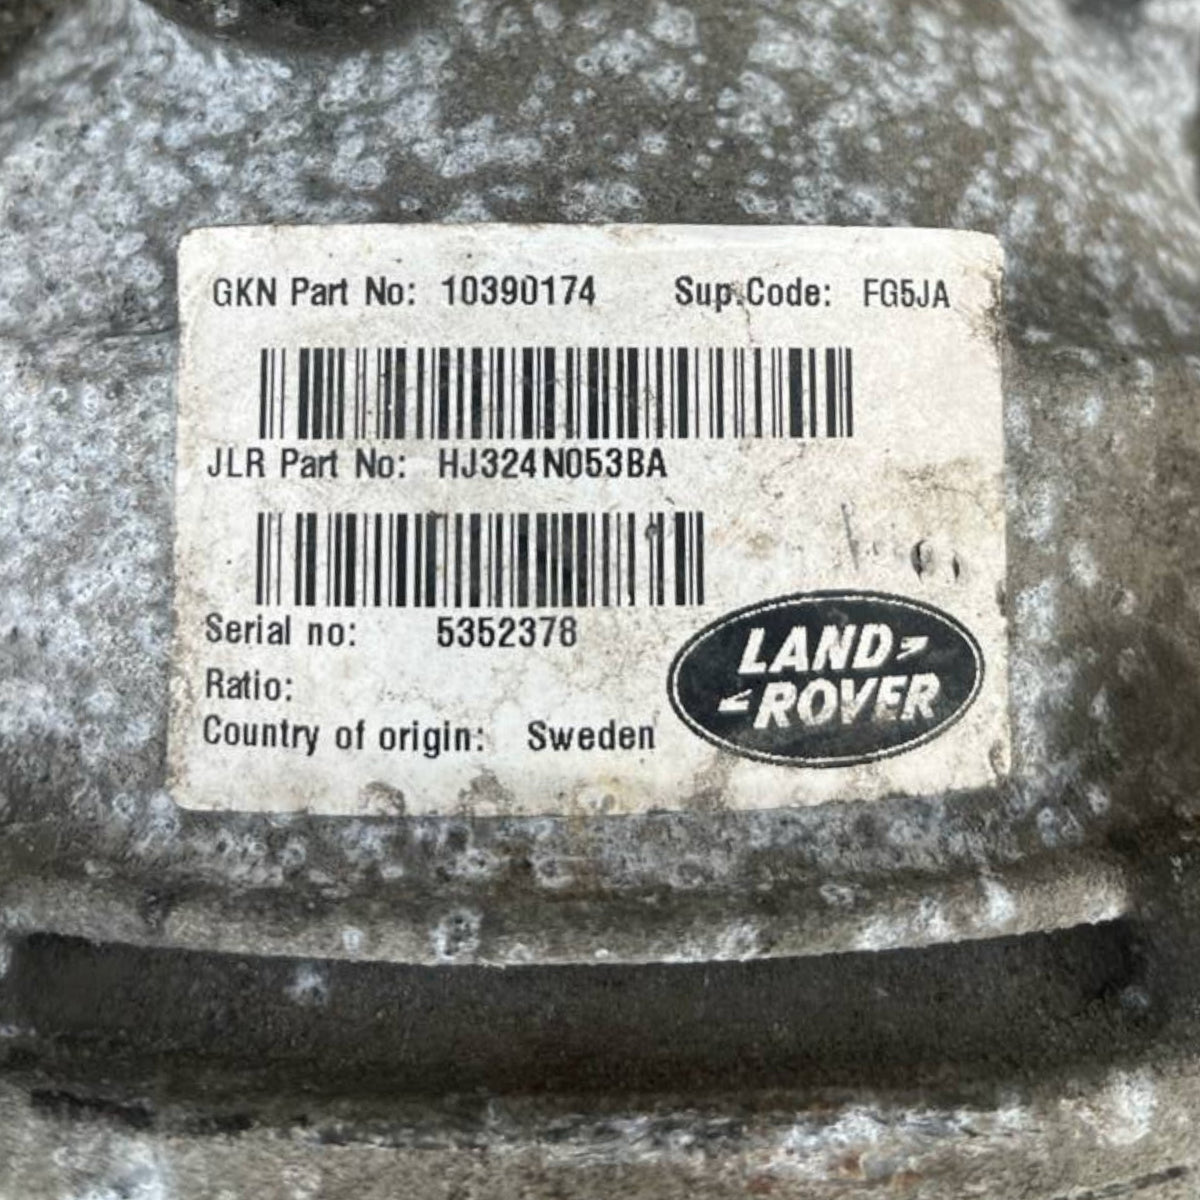 GKN Part No: 10390174 Sup.Code: FG5JA
JLR Part No: HJ324N053BA
Serial no: 5352378
Ratio:
Country of origin: Sweden
LAND
ROVER